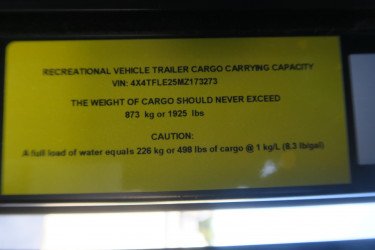 RECREATIONAL VEHICLE TRAILER CARGO CARRYING CAPACITY
VIN: 4X4TFLE25MZ173273
THE WEIGHT OF CARGO SHOULD NEVER EXCEED
873 kg or 1925 lbs
CAUTION:
A full load of water equals 226 kg or 498 lbs of cargo @ 1 kg/L (8.3 lb/gal)